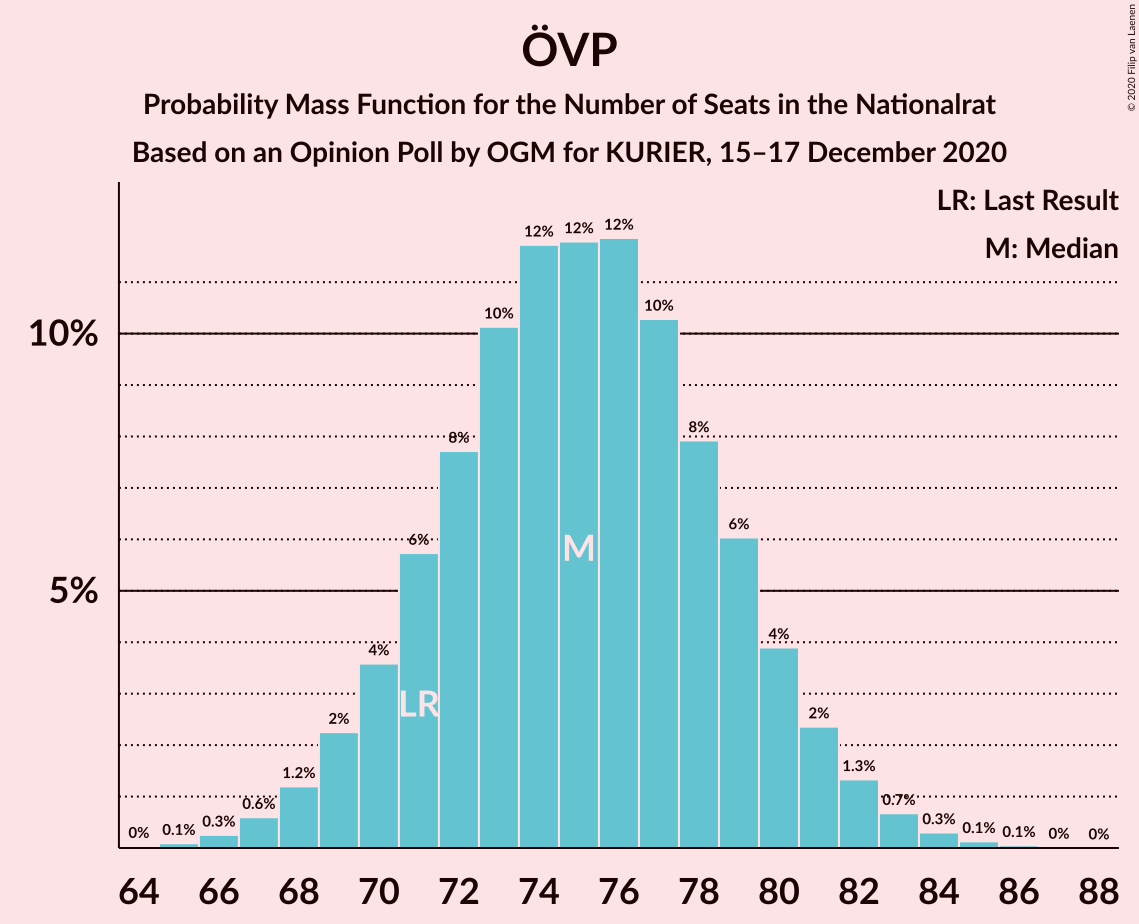 ÖVP
Probability Mass Function for the Number of Seats in the Nationalrat
Based on an Opinion Poll by OGM for KURIER, 15–17 December 2020
© 2020 Filip van Laenen
LR: Last Result
M: Median
12% 12% 12%
10% 10%
10%
8% 8%
6% 6%
M
5%
4% 4%
LR
2% 2%
1.2% 1.3%
0% 0.1% 0.3% 0.6% 0.7% 0.3% 0.1% 0.1% 0% 0%
64 66 68 70 72 74 76 78 80 82 84 86 88